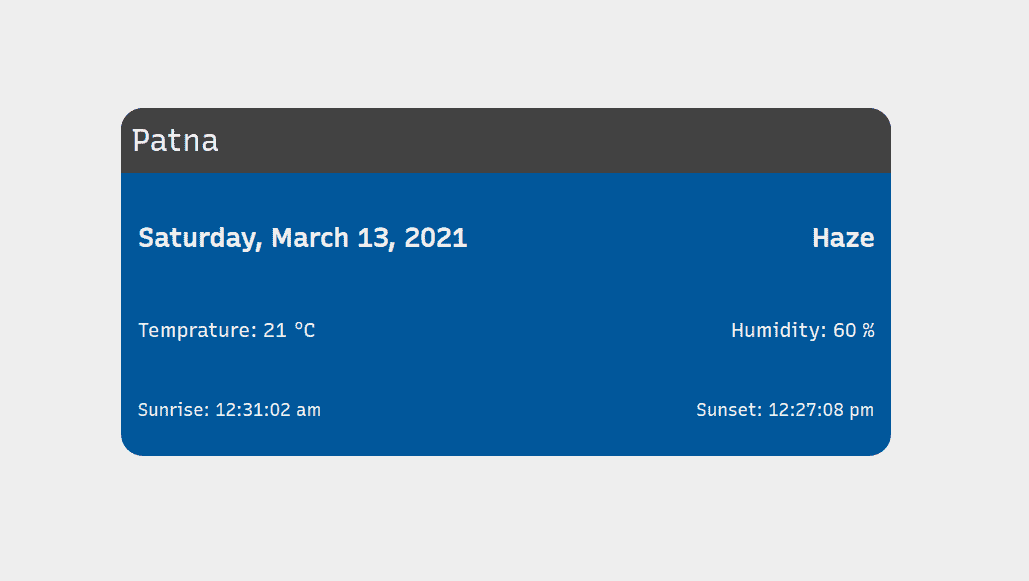 Patna
Saturday, March 13, 2021 Haze
Temprature: 21 °C Humidity: 60 %
Sunrise: 12:31:02 am Sunset: 12:27:08 pm